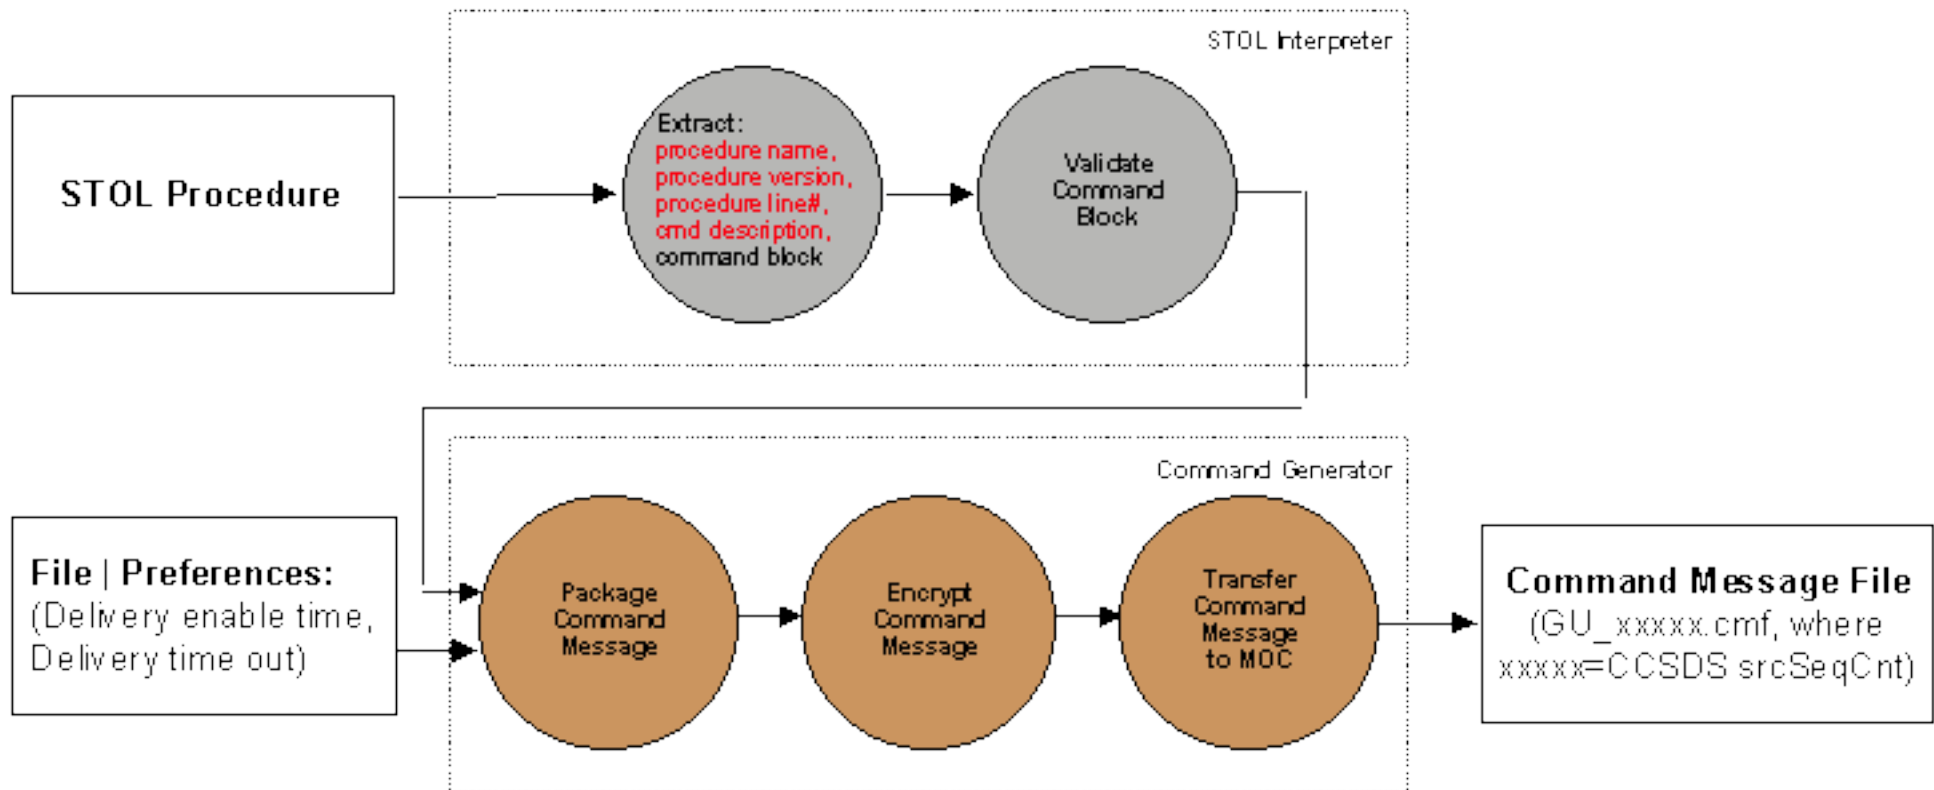 STOL Interpreter
STOL Procedure
Extract:
procedure name,
procedure version,
procedure line#,
cmd description,
command block
Validate
Command
Block
Command Generator
File | Preferences:
(Delivery enable time,
Delivery time out)
Package
Command
Message
Encrypt
Command
Message
Transfer
Command
Message
to MOC
Command Message File
(GU_xxxxx.cmf, where
xxxxx=CCSDS srcSeqCnt)